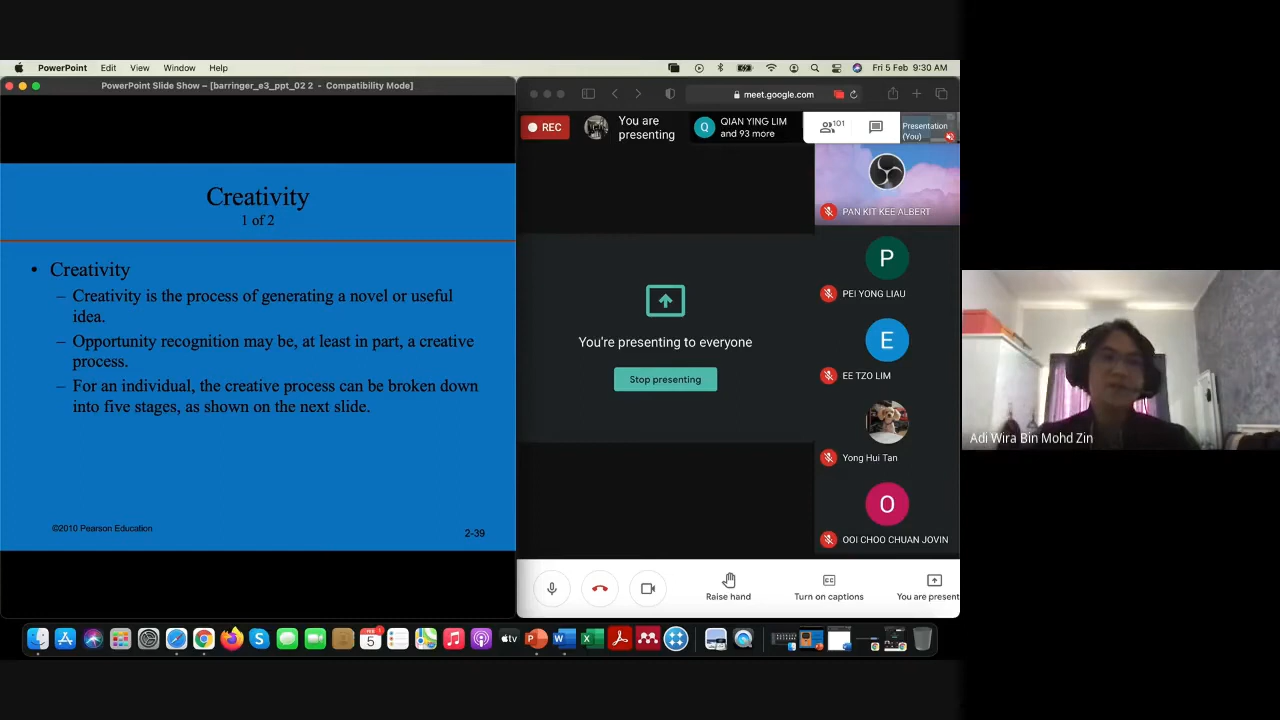 PowerPoint Edit View Window Help
Fri 5 Feb 9:30 AM
PowerPoint Slide Show – [barringer_e3_ppt_02 2 - Compatibility Mode]
Creativity
1 of 2
• Creativity
– Creativity is the process of generating a novel or useful
idea.
– Opportunity recognition may be, at least in part, a creative
process.
– For an individual, the creative process can be broken down
into five stages, as shown on the next slide.
©2010 Pearson Education
2-39
meet.google.com
REC
You are
presenting
Q
QIAN YING LIM
and 93 more
101
Presentation
(You)
PAN KIT KEE ALBERT
P
PEI YONG LIAU
E
EE TZO LIM
Yong Hui Tan
O
OOI CHOO CHUAN JOVIN
You're presenting to everyone
Stop presenting
Raise hand
CC
Turn on captions
You are present
Adi Wira Bin Mohd Zin
5
tv